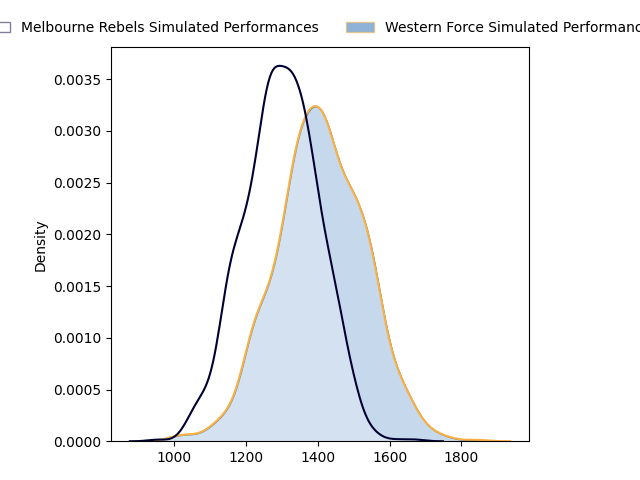 Melbourne Rebels Simulated Performances Western Force Simulated Performanc
0.0035
0.0030
0.0025
0.0020
0.0015
0.0010
0.0005
0.0000
Density
1000 1200 1400 1600 1800